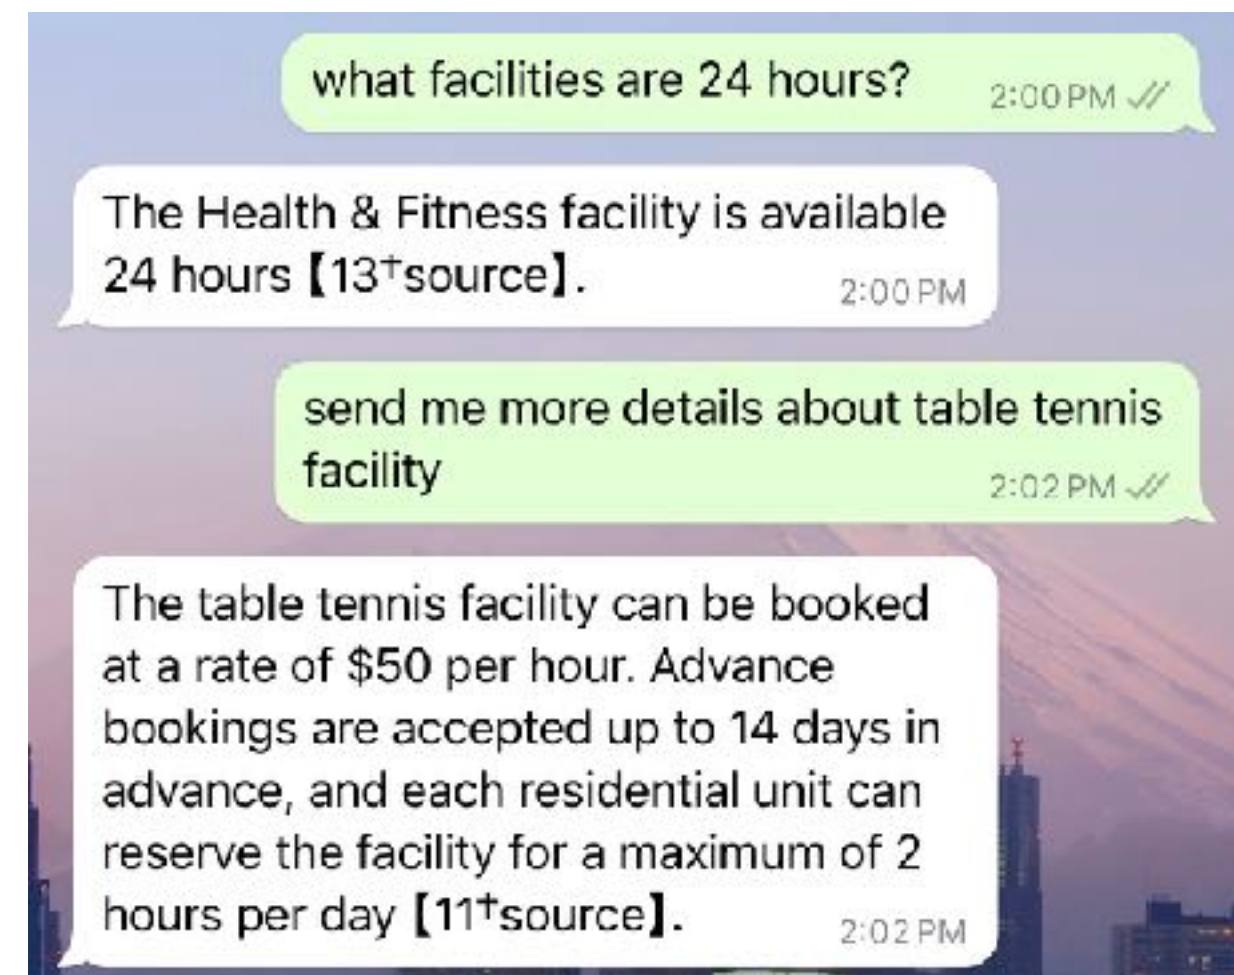 what facilities are 24 hours?
2:00 PM
The Health & Fitness facility is available
24 hours【13†source】.
2:00 PM
send me more details about table tennis
facility
2:02 PM
The table tennis facility can be booked
at a rate of $50 per hour. Advance
bookings are accepted up to 14 days in
advance, and each residential unit can
reserve the facility for a maximum of 2
hours per day【11†source】.
2:02 PM